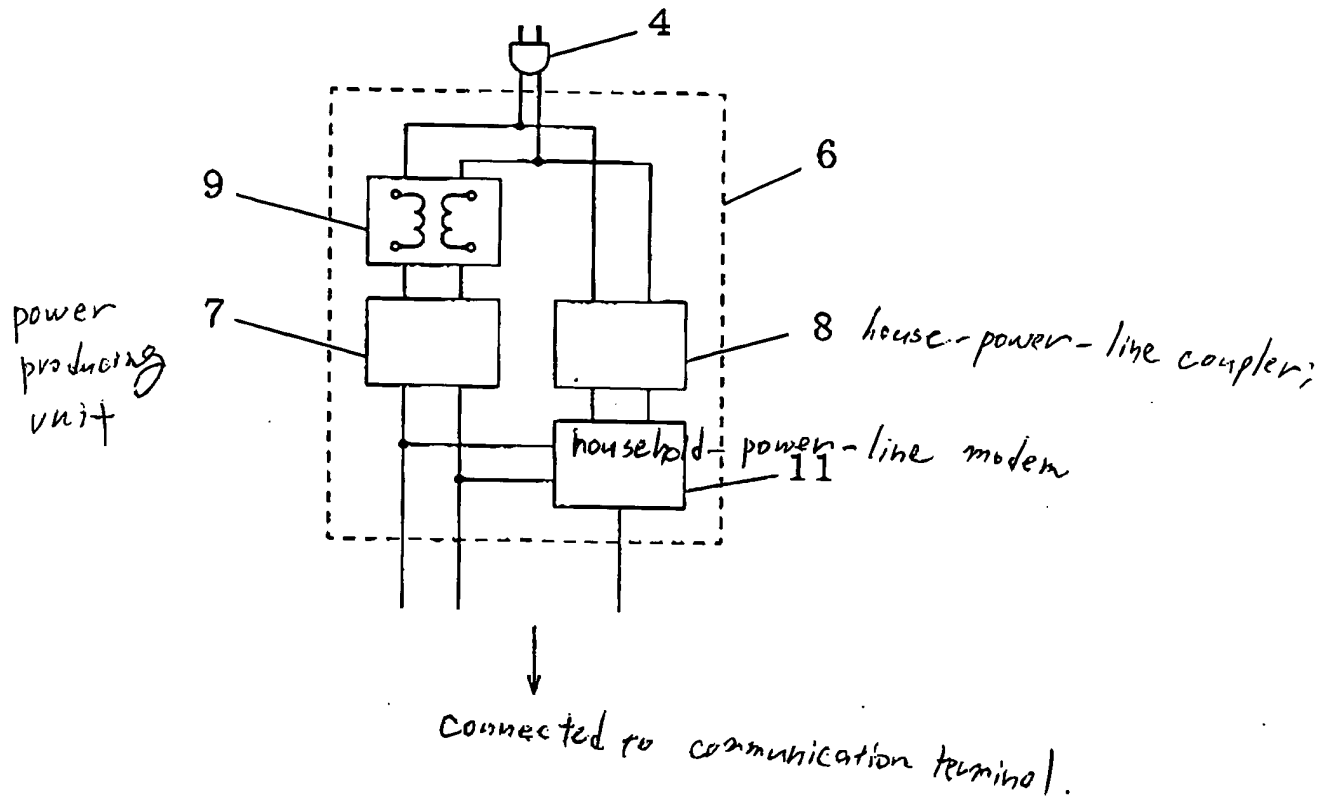 4
6
9
power
producing
unit
7
8 house-power-line coupler;
household-power-line modem
11
Connected to communication terminal.